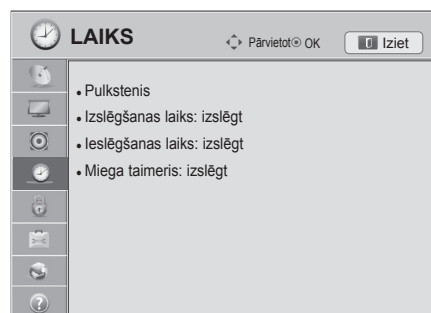 LAIKS Pārvietot OK Iziet
• Pulkstenis
• Izslēgšanas laiks: izslēgt
• Ieslēgšanas laiks: izslēgt
• Miega taimeris: izslēgt